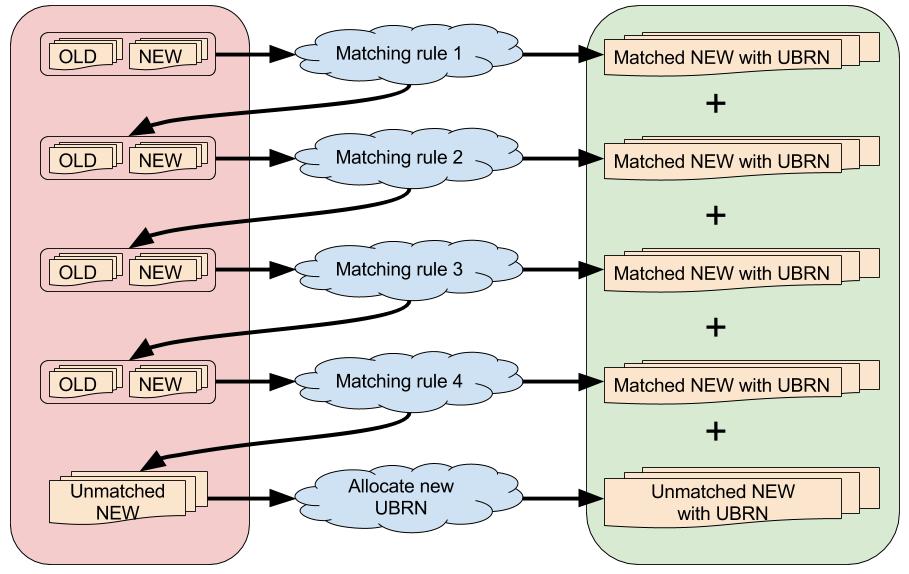 OLD NEW Matching rule 1 Matched NEW with UBRN
+
OLD NEW Matching rule 2 Matched NEW with UBRN
+
OLD NEW Matching rule 3 Matched NEW with UBRN
+
OLD NEW Matching rule 4 Matched NEW with UBRN
+
Unmatched
NEW
Allocate new
UBRN
Unmatched NEW
with UBRN